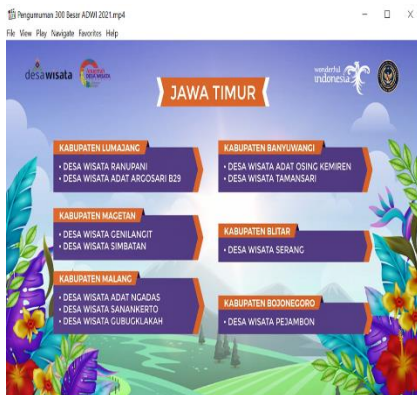 Pengumuman 300 Besar ADWI 2021.mp4
File View Play Navigate Favorites Help
desawisata
DESA WISATA
wonderful
indonesia
JAWA TIMUR
KABUPATEN LUMAJANG
• DESA WISATA RANUPANI
• DESA WISATA ADAT ARGOSARI B29
KABUPATEN MAGETAN
• DESA WISATA GENILANGIT
• DESA WISATA SIMBATAN
KABUPATEN MALANG
• DESA WISATA ADAT NGADAS
• DESA WISATA SANANKERTO
• DESA WISATA GUBUGKLAKAH
KABUPATEN BANYUWANGI
• DESA WISATA ADAT OSING KEMIREN
• DESA WISATA TAMANSARI
KABUPATEN BLITAR
• DESA WISATA SERANG
KABUPATEN BOJONEGORO
• DESA WISATA PEJAMBON